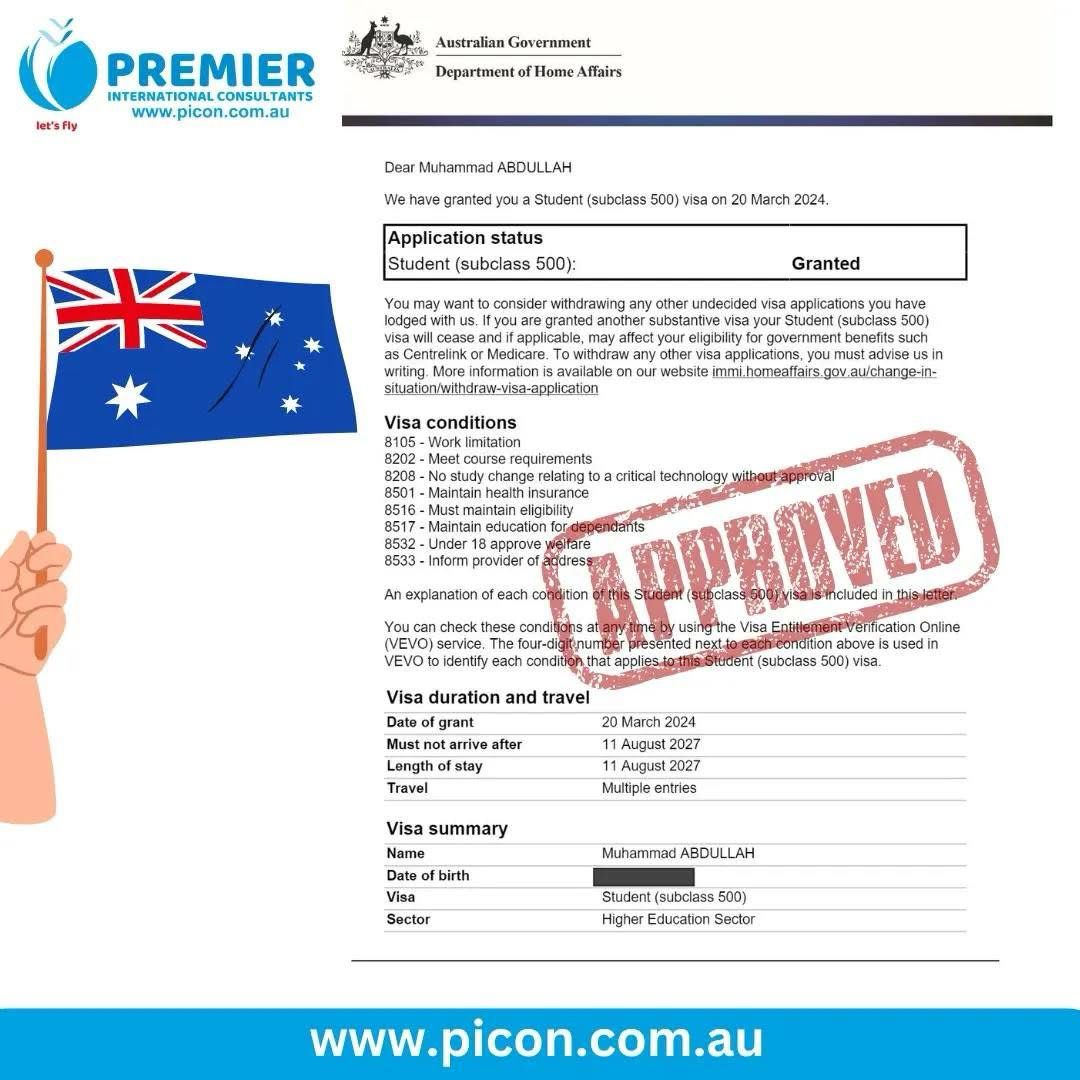 PREMIER
INTERNATIONAL CONSULTANTS
www.picon.com.au
let's fly
Australian Government
Department of Home Affairs
AUSTRALIA
Dear Muhammad ABDULLAH
We have granted you a Student (subclass 500) visa on 20 March 2024.
Application status
Student (subclass 500): Granted
You may want to consider withdrawing any other undecided visa applications you have
lodged with us. If you are granted another substantive visa your Student (subclass 500)
visa will cease and if applicable, may affect your eligibility for government benefits such
as Centrelink or Medicare. To withdraw any other visa applications, you must advise us in
writing. More information is available on our website immi.homeaffairs.gov.au/change-in-
situation/withdraw-visa-application
Visa conditions
8105 - Work limitation
8202 - Meet course requirements
8208 - No study change relating to a critical technology without approval
8501 - Maintain health insurance
8516 - Must maintain eligibility
8517 - Maintain education for dependants
8532 - Under 18 approve welfare
8533 - Inform provider of address
APPROVED
An explanation of each condition of this Student (subclass 500) visa is included in this letter.
You can check these conditions at any time by using the Visa Entitlement Verification Online
(VEVO) service. The four-digit number presented next to each condition above is used in
VEVO to identify each condition that applies to this Student (subclass 500) visa.
Visa duration and travel
Date of grant 20 March 2024
Must not arrive after 11 August 2027
Length of stay 11 August 2027
Travel Multiple entries
Visa summary
Name Muhammad ABDULLAH
Date of birth
Visa Student (subclass 500)
Sector Higher Education Sector
www.picon.com.au